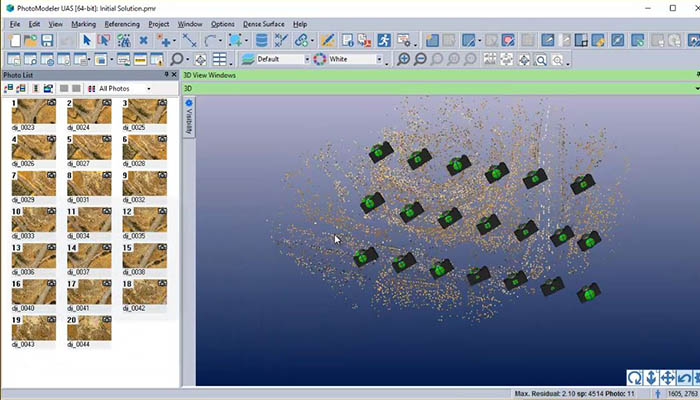 PhotoModeler UAS [64-bit]: Initial Solution.pmr
File Edit View Marking Referencing Project Window Options Dense Surface Help
Default White
Photo List
All Photos
3D View Windows
3D
Visibility
1 2 3
dji_0023 dji_0024 dji_0025
4 5 6
dji_0026 dji_0027 dji_0028
7 8 9
dji_0029 dji_0031 dji_0032
10 11 12
dji_0033 dji_0034 dji_0035
13 14 15
dji_0036 dji_0037 dji_0038
16 17 18
dji_0040 dji_0041 dji_0042
19 20
dji_0043 dji_0044
Max. Residual: 2.10 sp: 4514 Photo: 11
1605, 2763